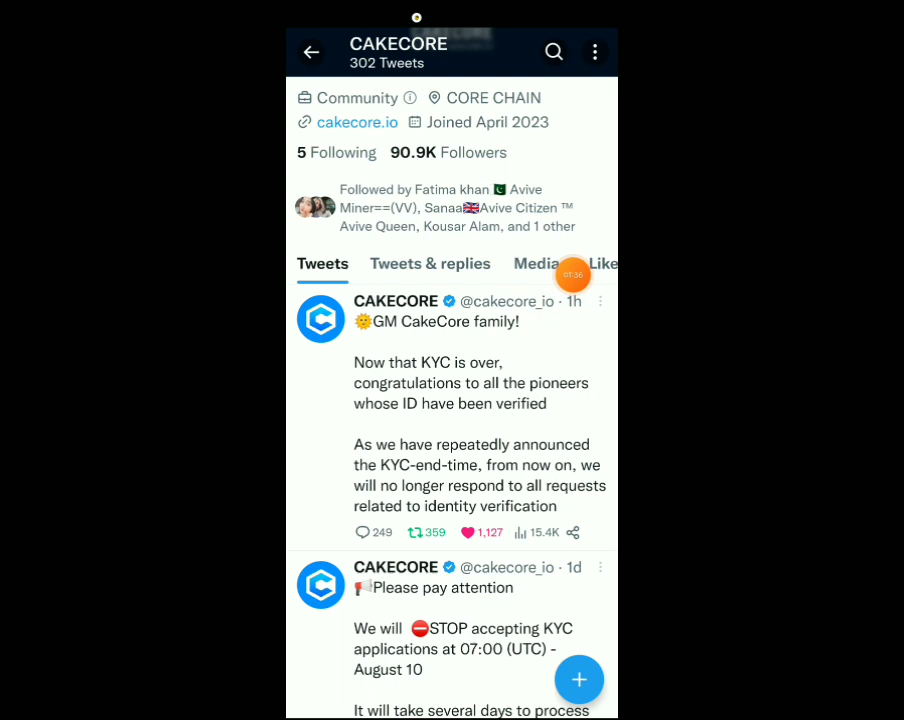 CAKECORE
302 Tweets
Community CORE CHAIN
cakecore.io Joined April 2023
5 Following 90.9K Followers
Followed by Fatima khan 🇵🇰 Avive
Miner==(VV), Sanaa🇬🇧Avive Citizen ™
Avive Queen, Kousar Alam, and 1 other
Tweets Tweets & replies Media Like
07:36
CAKECORE @cakecore_io · 1h
🌞GM CakeCore family!
Now that KYC is over,
congratulations to all the pioneers
whose ID have been verified
As we have repeatedly announced
the KYC-end-time, from now on, we
will no longer respond to all requests
related to identity verification
249 359 1,127 15.4K
CAKECORE @cakecore_io · 1d
📢Please pay attention
We will ⛔STOP accepting KYC
applications at 07:00 (UTC) -
August 10
It will take several days to process